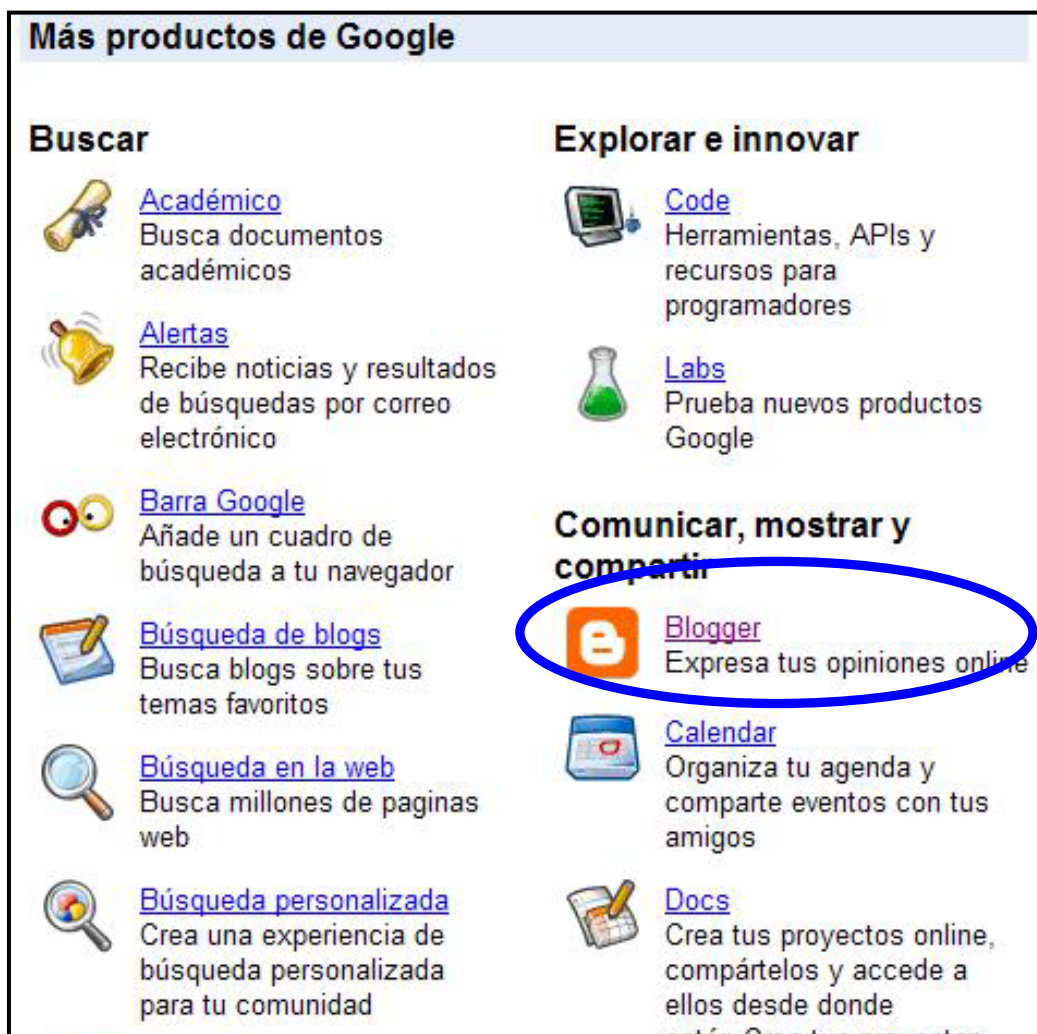 Más productos de Google
Buscar
Académico
Busca documentos
académicos
Alertas
Recibe noticias y resultados
de búsquedas por correo
electrónico
Barra Google
Añade un cuadro de
búsqueda a tu navegador
Búsqueda de blogs
Busca blogs sobre tus
temas favoritos
Búsqueda en la web
Busca millones de paginas
web
Búsqueda personalizada
Crea una experiencia de
búsqueda personalizada
para tu comunidad
Explorar e innovar
Code
Herramientas, APIs y
recursos para
programadores
Labs
Prueba nuevos productos
Google
Comunicar, mostrar y
compartir
Blogger
Expresa tus opiniones online
Calendar
Organiza tu agenda y
comparte eventos con tus
amigos
Docs
Crea tus proyectos online,
compártelos y accede a
ellos desde donde